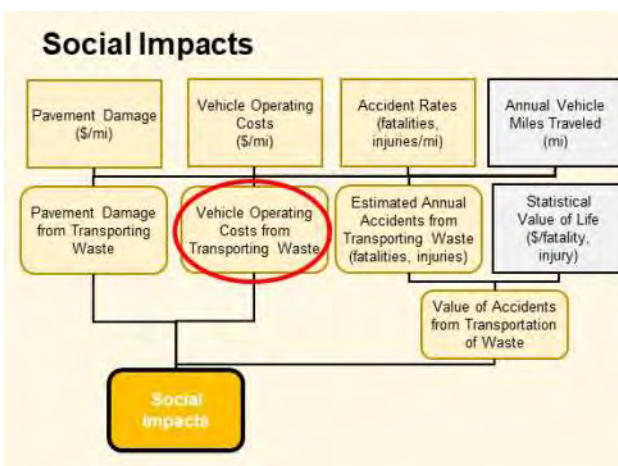 Social Impacts
Pavement Damage
($/mi)
Vehicle Operating
Costs
($/mi)
Accident Rates
(fatalities,
injuries/mi)
Annual Vehicle
Miles Traveled
(mi)
Pavement Damage
from Transporting
Waste
Vehicle Operating
Costs from
Transporting Waste
Estimated Annual
Accidents from
Transporting Waste
(fatalities, injuries)
Statistical
Value of Life
($/fatality,
injury)
Value of Accidents
from Transportation
of Waste
Social
Impacts